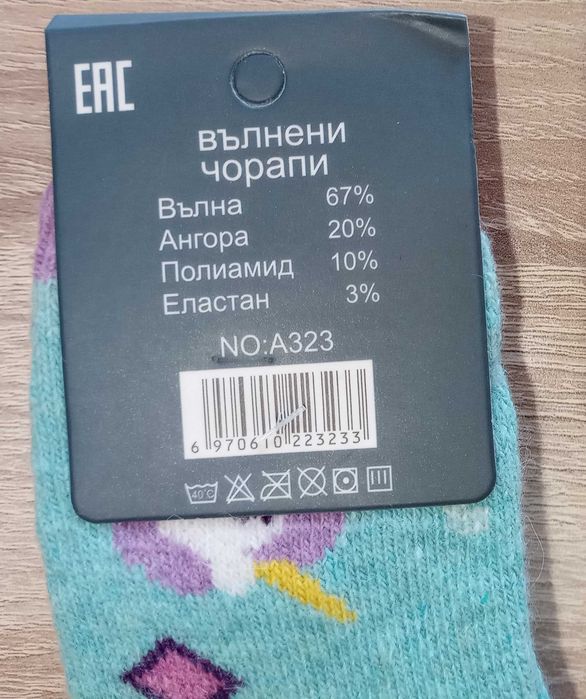 EAC
вълнени
чорапи
Вълна 67%
Ангора 20%
Полиамид 10%
Еластан 3%
NO:A323
6 970610 223233
40°C